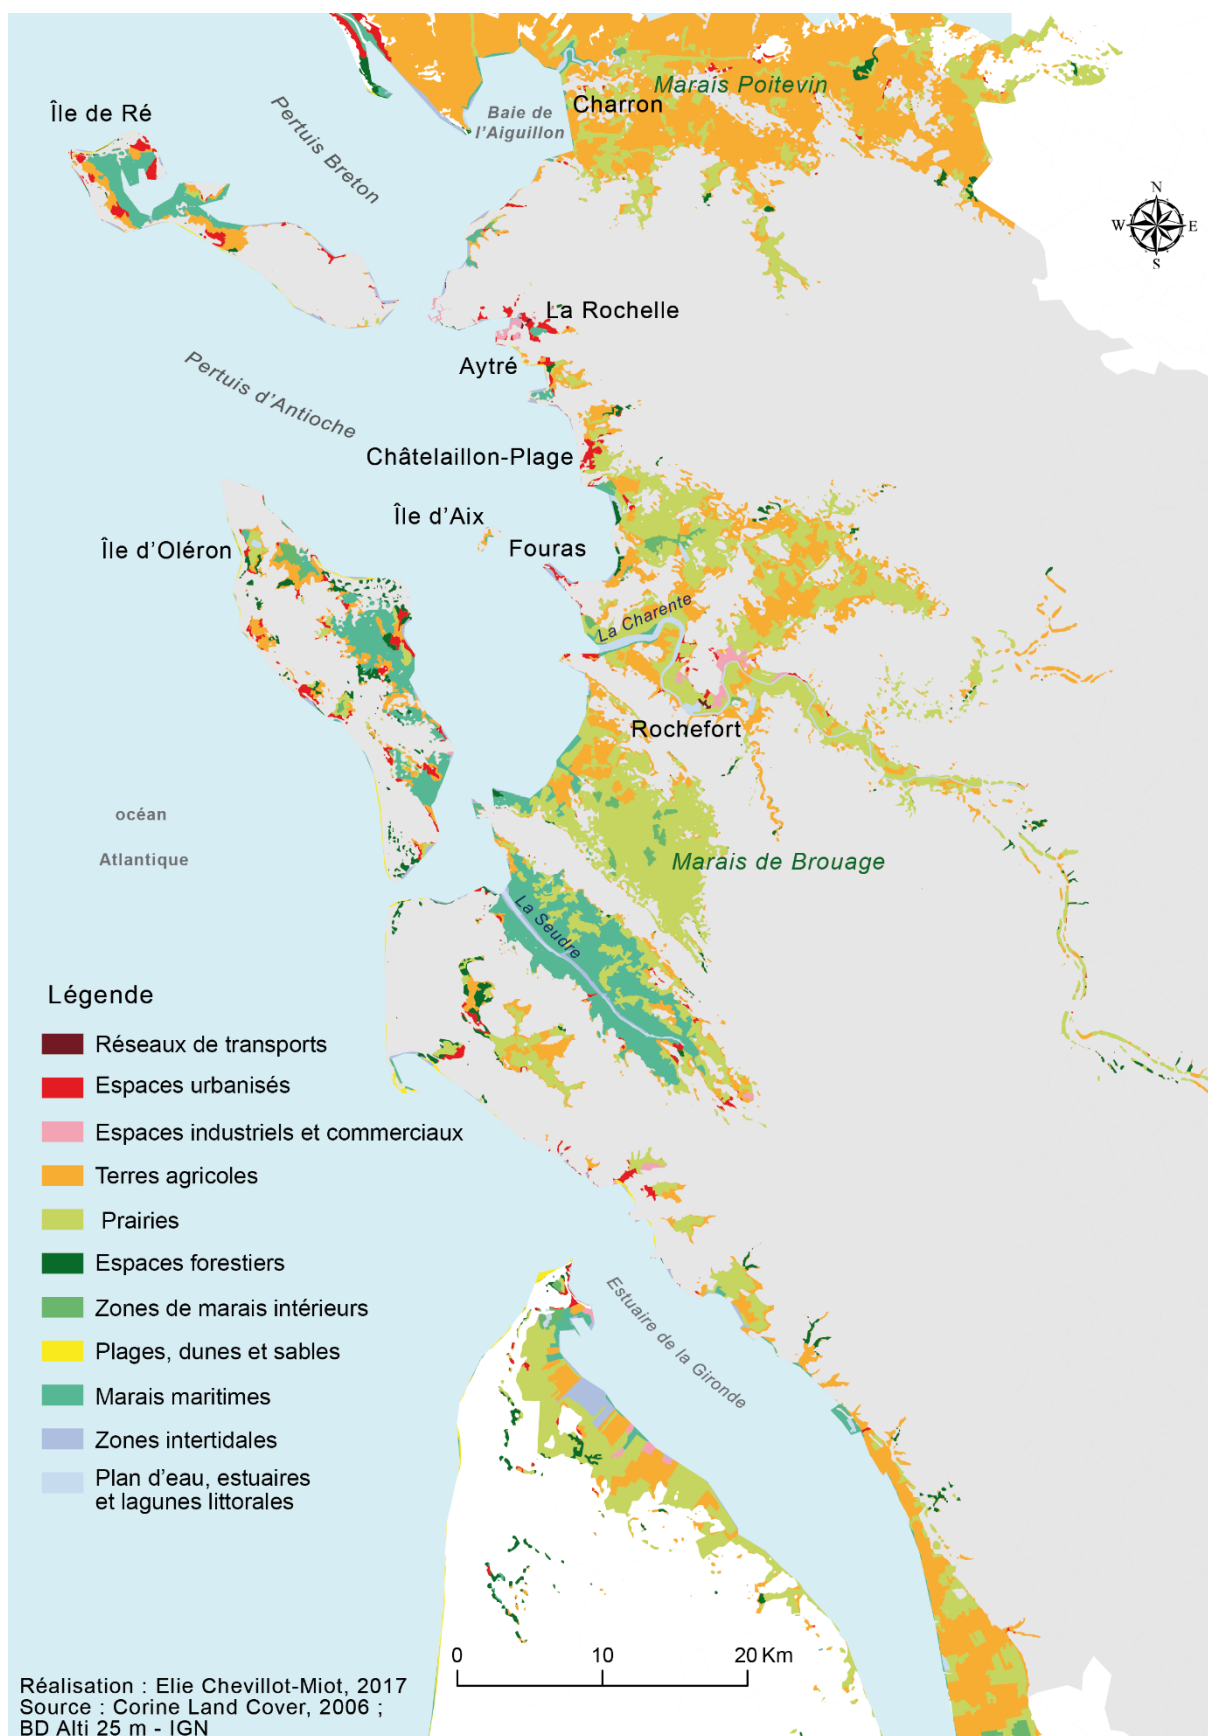 Île de Ré
Pertuis Breton
Baie de
l'Aiguillon
Charron
Marais Poitevin
N
W
E
S
La Rochelle
Aytré
Pertuis d'Antioche
Châtelaillon-Plage
Île d'Aix
Fouras
Île d'Oléron
La Charente
Rochefort
océan
Atlantique
Marais de Brouage
La Seudre
Légende
Réseaux de transports
Espaces urbanisés
Espaces industriels et commerciaux
Terres agricoles
Prairies
Espaces forestiers
Zones de marais intérieurs
Plages, dunes et sables
Marais maritimes
Zones intertidales
Plan d'eau, estuaires
et lagunes littorales
Estuaire de la Gironde
0 10 20 Km
Réalisation : Elie Chevillot-Miot, 2017
Source : Corine Land Cover, 2006 ;
BD Alti 25 m - IGN